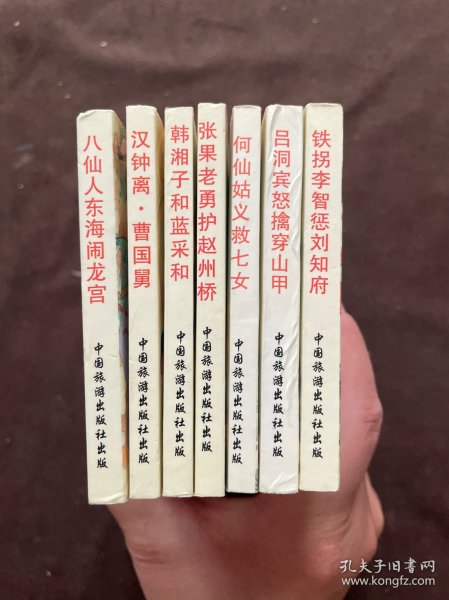 八仙人东海闹龙宫
中国旅游出版社出版
汉钟离·曹国舅
中国旅游出版社出版
韩湘子和蓝采和
中国旅游出版社出版
张果老勇护赵州桥
中国旅游出版社出版
何仙姑义救七女
中国旅游出版社出版
吕洞宾怒擒穿山甲
中国旅游出版社出版
铁拐李智惩刘知府
中国旅游出版社出版
孔夫子旧书网
www.kongfz.com